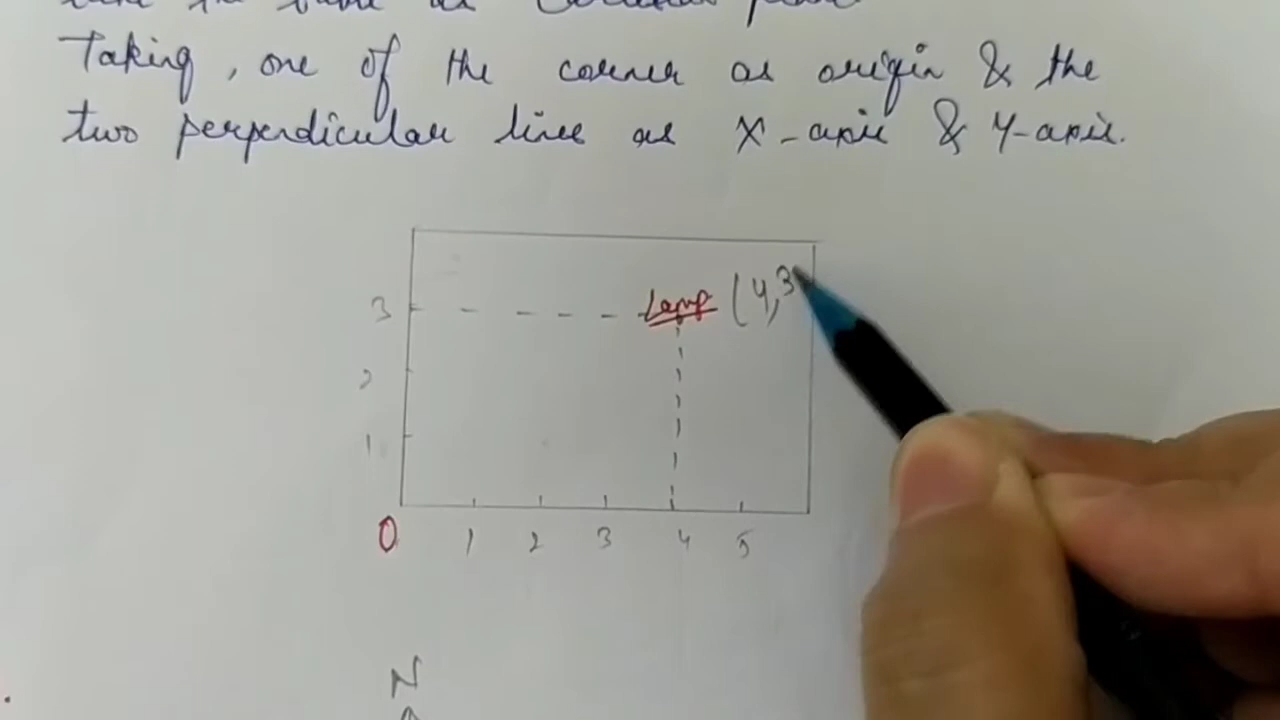 Taking, one of the corner as origin & the
two perpendicular lines as X-axis & Y-axis.
Lamp (4,3
3
2
1
0 1 2 3 4 5
N